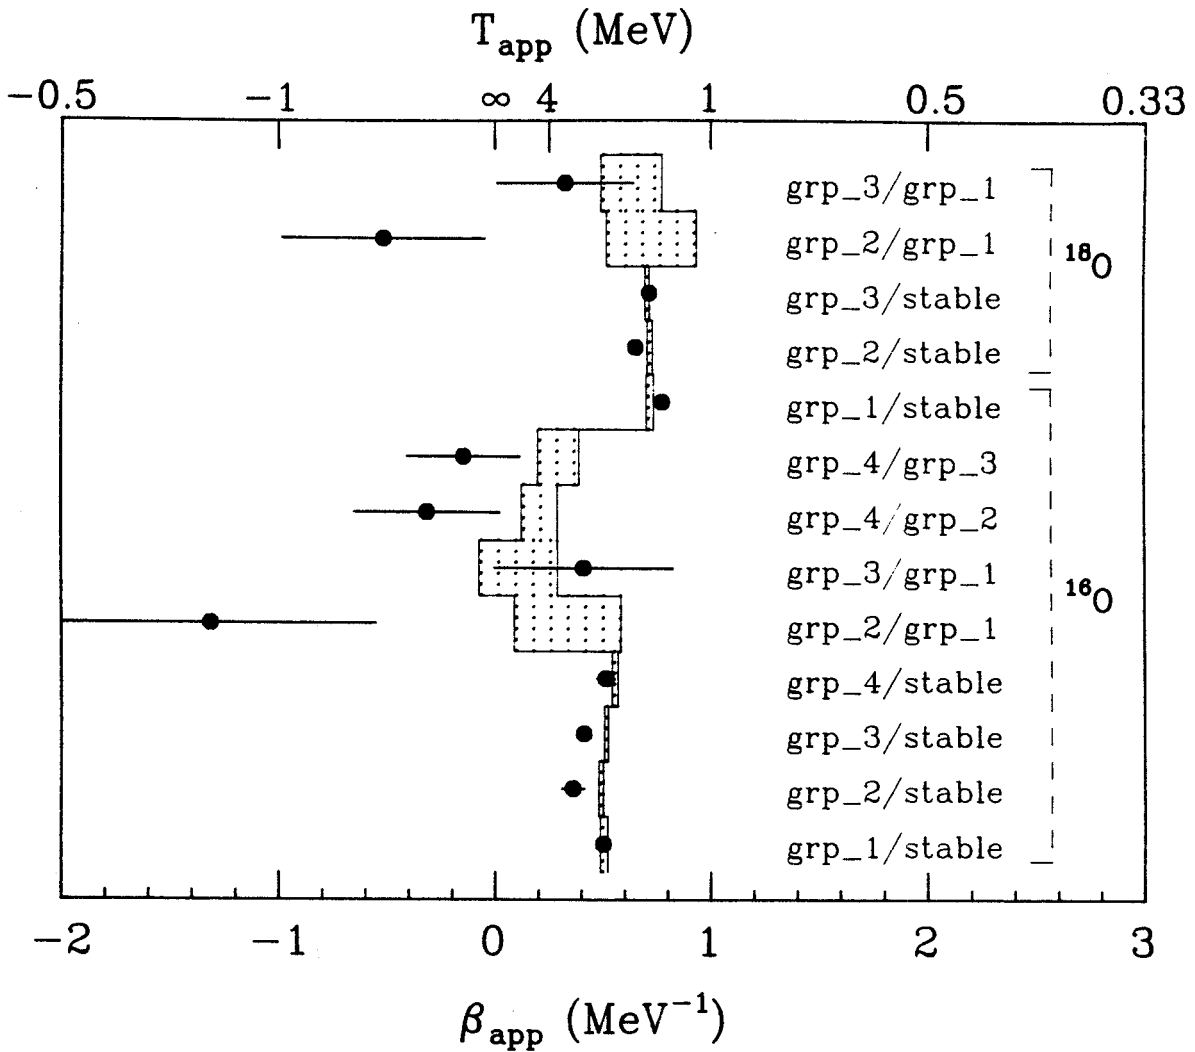 T_app (MeV)
−0.5 −1 ∞ 4 1 0.5 0.33
grp_3/grp_1
grp_2/grp_1
¹⁸O
grp_3/stable
grp_2/stable
grp_1/stable
grp_4/grp_3
grp_4/grp_2
grp_3/grp_1
¹⁶O
grp_2/grp_1
grp_4/stable
grp_3/stable
grp_2/stable
grp_1/stable
−2 −1 0 1 2 3
β_app (MeV⁻¹)